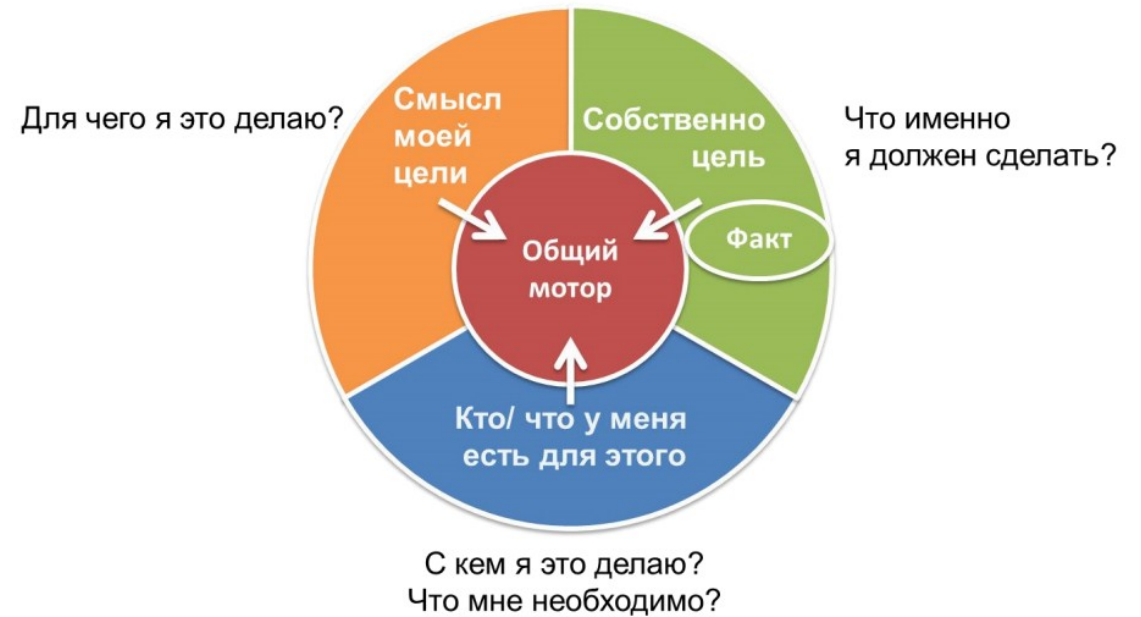 Для чего я это делаю?
Смысл
моей
цели
Собственно
цель
Что именно
я должен сделать?
Факт
Общий
мотор
Кто/ что у меня
есть для этого
С кем я это делаю?
Что мне необходимо?